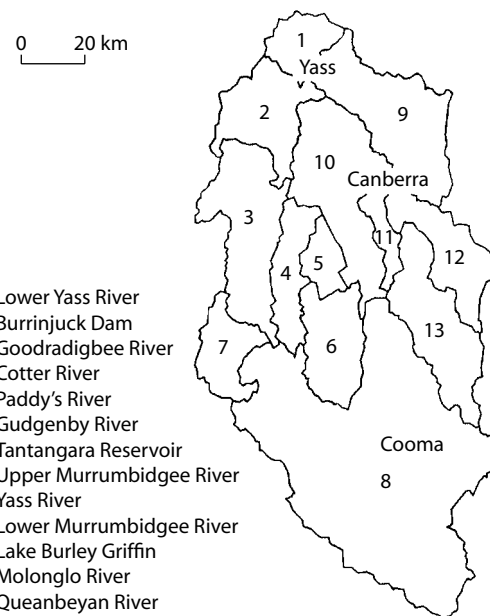 0 20 km
1
Yass
2
9
10
Canberra
3
11
12
4
5
13
7
6
Cooma
8
Lower Yass River
Burrinjuck Dam
Goodradigbee River
Cotter River
Paddy's River
Gudgenby River
Tantangara Reservoir
Upper Murrumbidgee River
Yass River
Lower Murrumbidgee River
Lake Burley Griffin
Molonglo River
Queanbeyan River